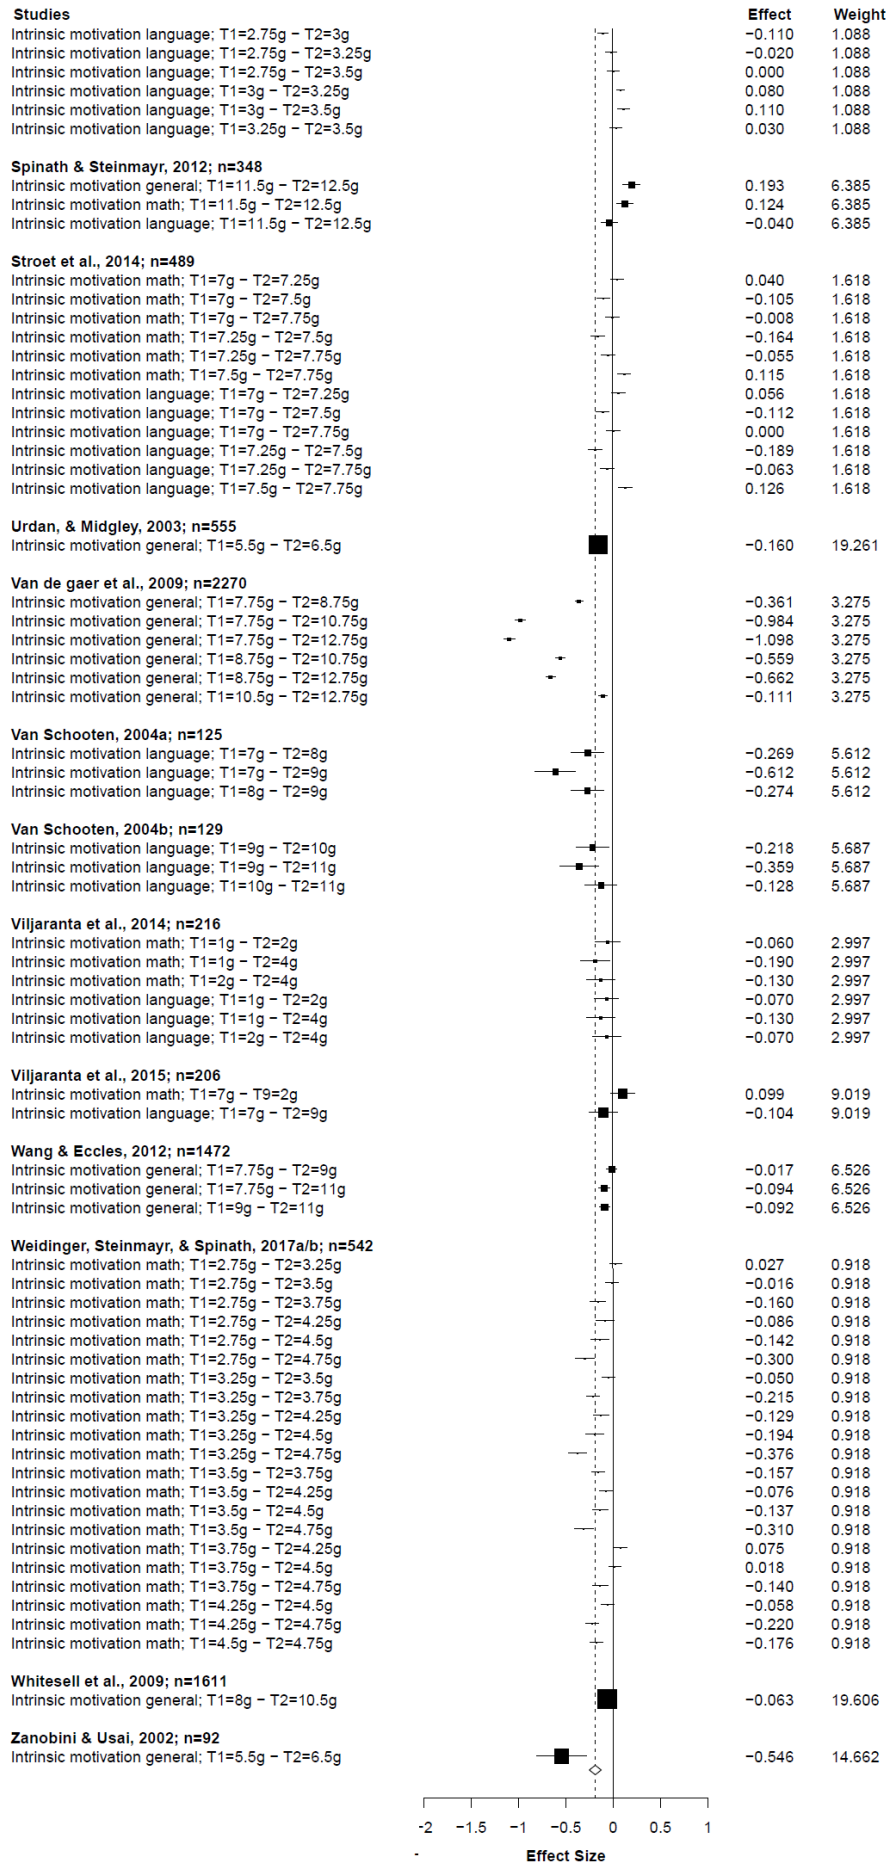 Studies Effect Weight
Intrinsic motivation language; T1=2.75g − T2=3g −0.110 1.088
Intrinsic motivation language; T1=2.75g − T2=3.25g −0.020 1.088
Intrinsic motivation language; T1=2.75g − T2=3.5g 0.000 1.088
Intrinsic motivation language; T1=3g − T2=3.25g 0.080 1.088
Intrinsic motivation language; T1=3g − T2=3.5g 0.110 1.088
Intrinsic motivation language; T1=3.25g − T2=3.5g 0.030 1.088
Spinath & Steinmayr, 2012; n=348
Intrinsic motivation general; T1=11.5g − T2=12.5g 0.193 6.385
Intrinsic motivation math; T1=11.5g − T2=12.5g 0.124 6.385
Intrinsic motivation language; T1=11.5g − T2=12.5g −0.040 6.385
Stroet et al., 2014; n=489
Intrinsic motivation math; T1=7g − T2=7.25g 0.040 1.618
Intrinsic motivation math; T1=7g − T2=7.5g −0.105 1.618
Intrinsic motivation math; T1=7g − T2=7.75g −0.008 1.618
Intrinsic motivation math; T1=7.25g − T2=7.5g −0.164 1.618
Intrinsic motivation math; T1=7.25g − T2=7.75g −0.055 1.618
Intrinsic motivation math; T1=7.5g − T2=7.75g 0.115 1.618
Intrinsic motivation language; T1=7g − T2=7.25g 0.056 1.618
Intrinsic motivation language; T1=7g − T2=7.5g −0.112 1.618
Intrinsic motivation language; T1=7g − T2=7.75g 0.000 1.618
Intrinsic motivation language; T1=7.25g − T2=7.5g −0.189 1.618
Intrinsic motivation language; T1=7.25g − T2=7.75g −0.063 1.618
Intrinsic motivation language; T1=7.5g − T2=7.75g 0.126 1.618
Urdan, & Midgley, 2003; n=555
Intrinsic motivation general; T1=5.5g − T2=6.5g −0.160 19.261
Van de gaer et al., 2009; n=2270
Intrinsic motivation general; T1=7.75g − T2=8.75g −0.361 3.275
Intrinsic motivation general; T1=7.75g − T2=10.75g −0.984 3.275
Intrinsic motivation general; T1=7.75g − T2=12.75g −1.098 3.275
Intrinsic motivation general; T1=8.75g − T2=10.75g −0.559 3.275
Intrinsic motivation general; T1=8.75g − T2=12.75g −0.662 3.275
Intrinsic motivation general; T1=10.5g − T2=12.75g −0.111 3.275
Van Schooten, 2004a; n=125
Intrinsic motivation language; T1=7g − T2=8g −0.269 5.612
Intrinsic motivation language; T1=7g − T2=9g −0.612 5.612
Intrinsic motivation language; T1=8g − T2=9g −0.274 5.612
Van Schooten, 2004b; n=129
Intrinsic motivation language; T1=9g − T2=10g −0.218 5.687
Intrinsic motivation language; T1=9g − T2=11g −0.359 5.687
Intrinsic motivation language; T1=10g − T2=11g −0.128 5.687
Viljaranta et al., 2014; n=216
Intrinsic motivation math; T1=1g − T2=2g −0.060 2.997
Intrinsic motivation math; T1=1g − T2=4g −0.190 2.997
Intrinsic motivation math; T1=2g − T2=4g −0.130 2.997
Intrinsic motivation language; T1=1g − T2=2g −0.070 2.997
Intrinsic motivation language; T1=1g − T2=4g −0.130 2.997
Intrinsic motivation language; T1=2g − T2=4g −0.070 2.997
Viljaranta et al., 2015; n=206
Intrinsic motivation math; T1=7g − T9=2g 0.099 9.019
Intrinsic motivation language; T1=7g − T2=9g −0.104 9.019
Wang & Eccles, 2012; n=1472
Intrinsic motivation general; T1=7.75g − T2=9g −0.017 6.526
Intrinsic motivation general; T1=7.75g − T2=11g −0.094 6.526
Intrinsic motivation general; T1=9g − T2=11g −0.092 6.526
Weidinger, Steinmayr, & Spinath, 2017a/b; n=542
Intrinsic motivation math; T1=2.75g − T2=3.25g 0.027 0.918
Intrinsic motivation math; T1=2.75g − T2=3.5g −0.016 0.918
Intrinsic motivation math; T1=2.75g − T2=3.75g −0.160 0.918
Intrinsic motivation math; T1=2.75g − T2=4.25g −0.086 0.918
Intrinsic motivation math; T1=2.75g − T2=4.5g −0.142 0.918
Intrinsic motivation math; T1=2.75g − T2=4.75g −0.300 0.918
Intrinsic motivation math; T1=3.25g − T2=3.5g −0.050 0.918
Intrinsic motivation math; T1=3.25g − T2=3.75g −0.215 0.918
Intrinsic motivation math; T1=3.25g − T2=4.25g −0.129 0.918
Intrinsic motivation math; T1=3.25g − T2=4.5g −0.194 0.918
Intrinsic motivation math; T1=3.25g − T2=4.75g −0.376 0.918
Intrinsic motivation math; T1=3.5g − T2=3.75g −0.157 0.918
Intrinsic motivation math; T1=3.5g − T2=4.25g −0.076 0.918
Intrinsic motivation math; T1=3.5g − T2=4.5g −0.137 0.918
Intrinsic motivation math; T1=3.5g − T2=4.75g −0.310 0.918
Intrinsic motivation math; T1=3.75g − T2=4.25g 0.075 0.918
Intrinsic motivation math; T1=3.75g − T2=4.5g 0.018 0.918
Intrinsic motivation math; T1=3.75g − T2=4.75g −0.140 0.918
Intrinsic motivation math; T1=4.25g − T2=4.5g −0.058 0.918
Intrinsic motivation math; T1=4.25g − T2=4.75g −0.220 0.918
Intrinsic motivation math; T1=4.5g − T2=4.75g −0.176 0.918
Whitesell et al., 2009; n=1611
Intrinsic motivation general; T1=8g − T2=10.5g −0.063 19.606
Zanobini & Usai, 2002; n=92
Intrinsic motivation general; T1=5.5g − T2=6.5g −0.546 14.662
-2 −1.5 −1 −0.5 0 0.5 1
- Effect Size